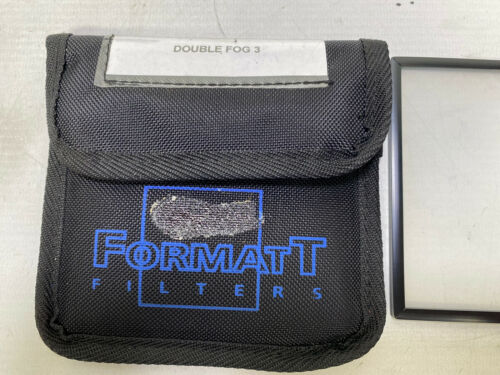 DOUBLE FOG 3
FORMATT
FILTERS